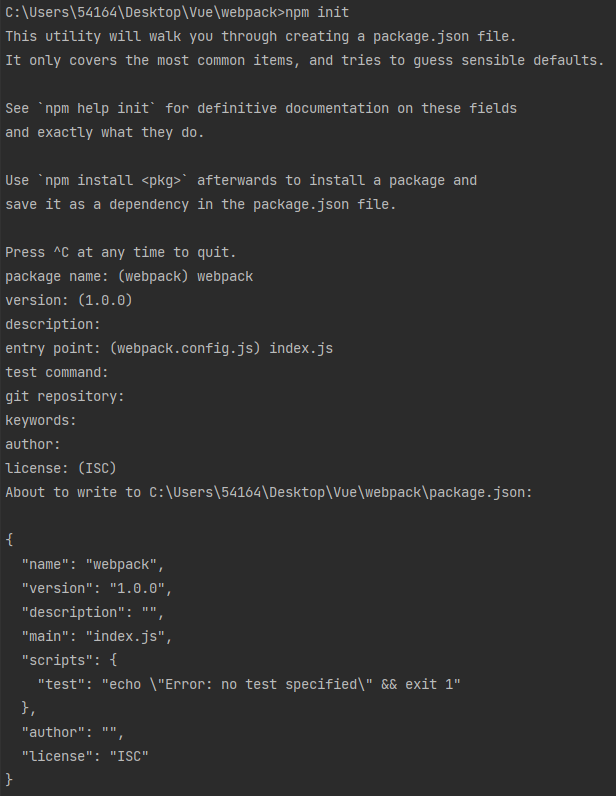 C:\Users\54164\Desktop\Vue\webpack>npm init
This utility will walk you through creating a package.json file.
It only covers the most common items, and tries to guess sensible defaults.
See `npm help init` for definitive documentation on these fields
and exactly what they do.
Use `npm install <pkg>` afterwards to install a package and
save it as a dependency in the package.json file.
Press ^C at any time to quit.
package name: (webpack) webpack
version: (1.0.0)
description:
entry point: (webpack.config.js) index.js
test command:
git repository:
keywords:
author:
license: (ISC)
About to write to C:\Users\54164\Desktop\Vue\webpack\package.json:
{
  "name": "webpack",
  "version": "1.0.0",
  "description": "",
  "main": "index.js",
  "scripts": {
    "test": "echo \"Error: no test specified\" && exit 1"
  },
  "author": "",
  "license": "ISC"
}